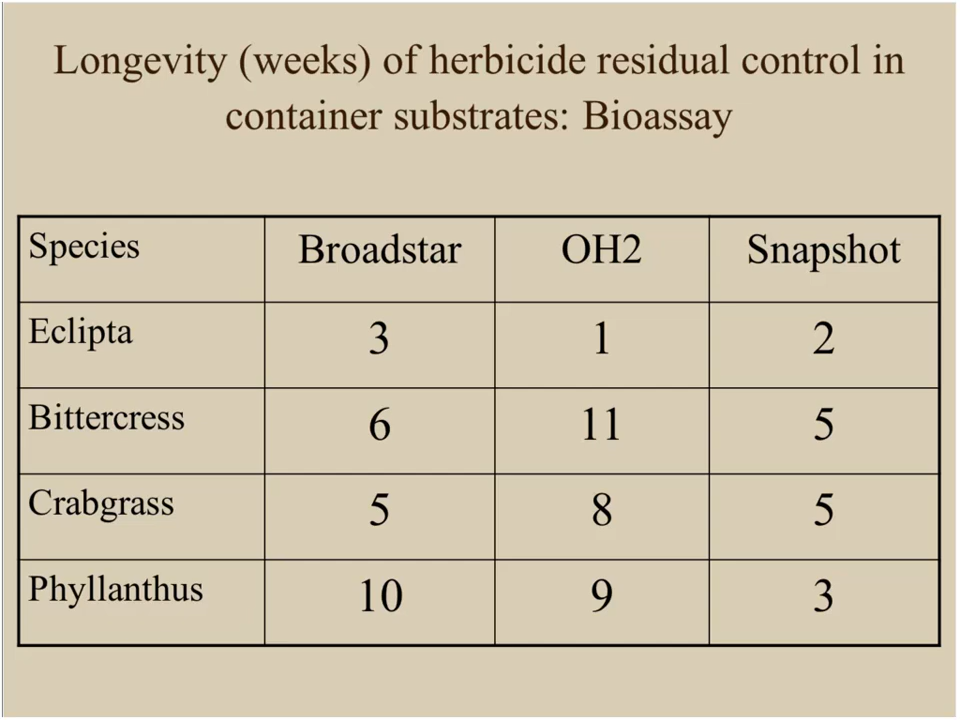 Longevity (weeks) of herbicide residual control in
container substrates: Bioassay
Species Broadstar OH2 Snapshot
Eclipta 3 1 2
Bittercress 6 11 5
Crabgrass 5 8 5
Phyllanthus 10 9 3